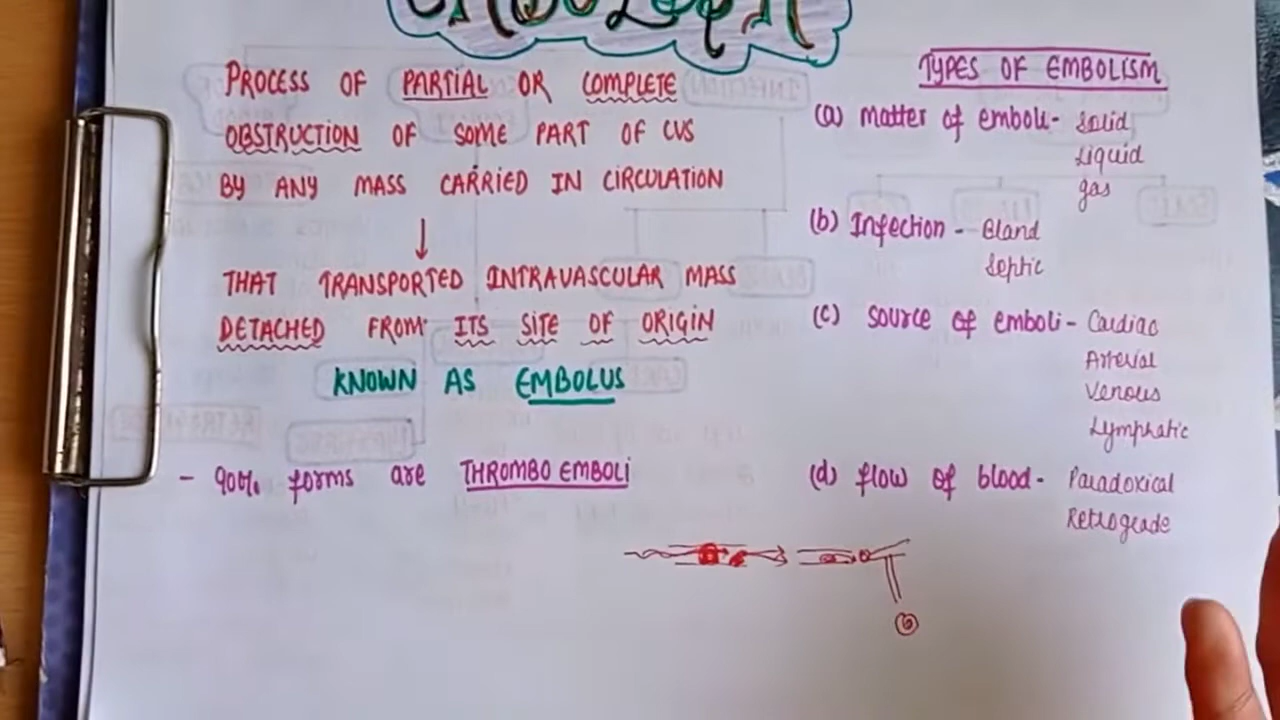 EMBOLISM
PROCESS OF PARTIAL OR COMPLETE
OBSTRUCTION OF SOME PART OF CVS
BY ANY MASS CARRIED IN CIRCULATION
THAT TRANSPORTED INTRAVASCULAR MASS
DETACHED FROM ITS SITE OF ORIGIN
KNOWN AS EMBOLUS
- 90% forms are THROMBOEMBOLI
TYPES OF EMBOLISM
(a) matter of emboli- Solid
Liquid
gas
(b) Infection - Bland
Septic
(c) source of emboli- Cardiac
Arterial
Venous
Lymphatic
(d) flow of blood- Paradoxical
Retrograde